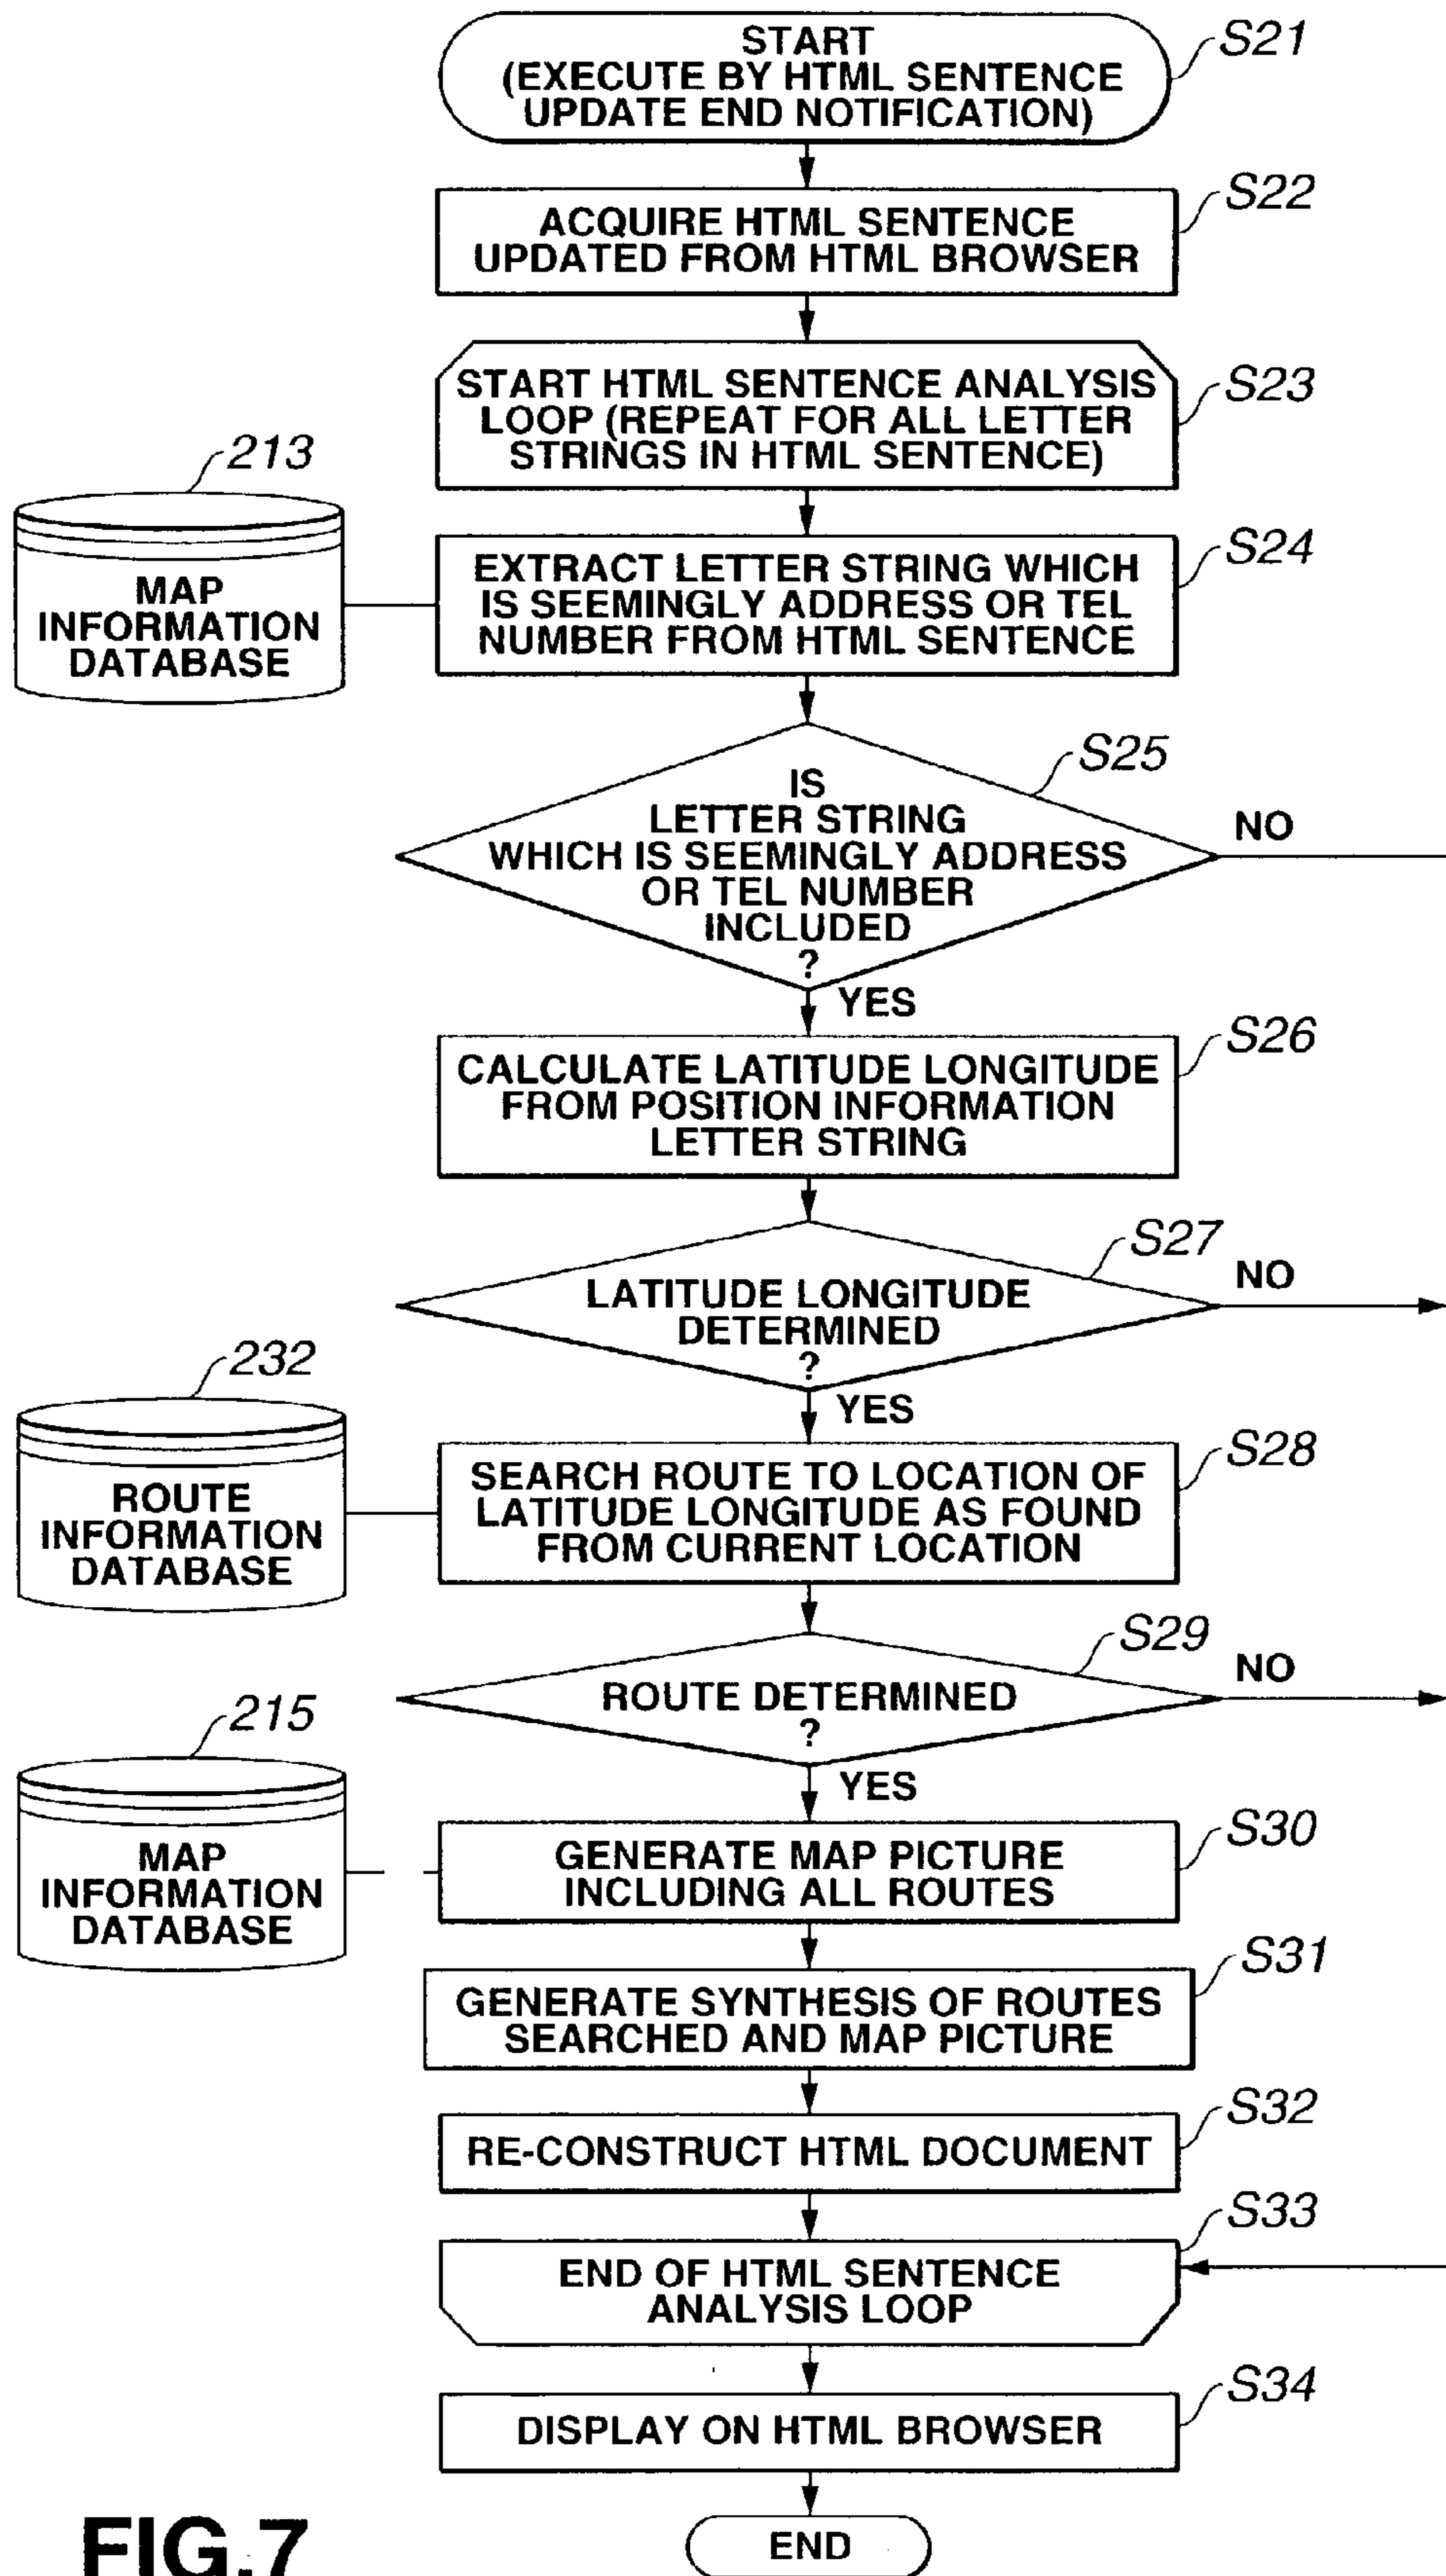 START
(EXECUTE BY HTML SENTENCE
UPDATE END NOTIFICATION)
S21
ACQUIRE HTML SENTENCE
UPDATED FROM HTML BROWSER
S22
START HTML SENTENCE ANALYSIS
LOOP (REPEAT FOR ALL LETTER
STRINGS IN HTML SENTENCE)
S23
213
MAP
INFORMATION
DATABASE
EXTRACT LETTER STRING WHICH
IS SEEMINGLY ADDRESS OR TEL
NUMBER FROM HTML SENTENCE
S24
IS
LETTER STRING
WHICH IS SEEMINGLY ADDRESS
OR TEL NUMBER
INCLUDED
?
S25
NO
YES
CALCULATE LATITUDE LONGITUDE
FROM POSITION INFORMATION
LETTER STRING
S26
LATITUDE LONGITUDE
DETERMINED
?
S27
NO
YES
232
ROUTE
INFORMATION
DATABASE
SEARCH ROUTE TO LOCATION OF
LATITUDE LONGITUDE AS FOUND
FROM CURRENT LOCATION
S28
ROUTE DETERMINED
?
S29
NO
YES
215
MAP
INFORMATION
DATABASE
GENERATE MAP PICTURE
INCLUDING ALL ROUTES
S30
GENERATE SYNTHESIS OF ROUTES
SEARCHED AND MAP PICTURE
S31
RE-CONSTRUCT HTML DOCUMENT
S32
END OF HTML SENTENCE
ANALYSIS LOOP
S33
DISPLAY ON HTML BROWSER
S34
END
FIG.7